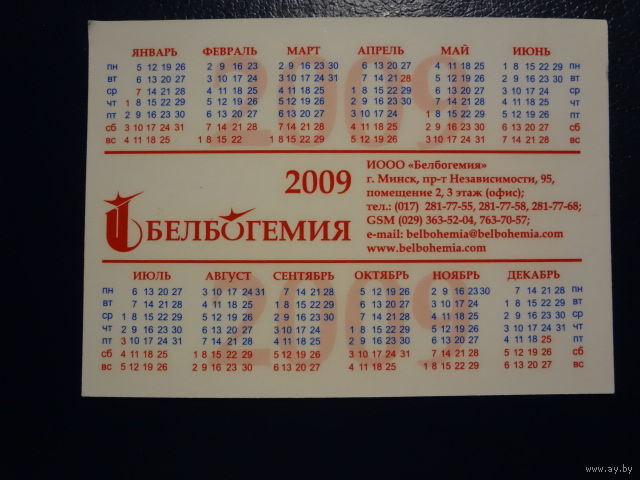 ЯНВАРЬ ФЕВРАЛЬ МАРТ АПРЕЛЬ МАЙ ИЮНЬ
пн 5 12 19 26 2 9 16 23 2 9 16 23 30 6 13 20 27 4 11 18 25 1 8 15 22 29 пн
вт 6 13 20 27 3 10 17 24 3 10 17 24 31 7 14 21 28 5 12 19 26 2 9 16 23 30 вт
ср 7 14 21 28 4 11 18 25 4 11 18 25 1 8 15 22 29 6 13 20 27 3 10 17 24 ср
чт 1 8 15 22 29 5 12 19 26 5 12 19 26 2 9 16 23 30 7 14 21 28 4 11 18 25 чт
пт 2 9 16 23 30 6 13 20 27 6 13 20 27 3 10 17 24 1 8 15 22 29 5 12 19 26 пт
сб 3 10 17 24 31 7 14 21 28 7 14 21 28 4 11 18 25 2 9 16 23 30 6 13 20 27 сб
вс 4 11 18 25 1 8 15 22 1 8 15 22 29 5 12 19 26 3 10 17 24 31 7 14 21 28 вс
2009
БЕЛБОГЕМИЯ
2009
ИООО «Белбогемия»
г. Минск, пр-т Независимости, 95,
помещение 2, 3 этаж (офис);
тел.: (017) 281-77-55, 281-77-58, 281-77-68;
GSM (029) 363-52-04, 763-70-57;
e-mail: belbohemia@belbohemia.com
www.belbohemia.com
ИЮЛЬ АВГУСТ СЕНТЯБРЬ ОКТЯБРЬ НОЯБРЬ ДЕКАБРЬ
пн 6 13 20 27 3 10 17 24/31 7 14 21 28 5 12 19 26 2 9 16 23/30 7 14 21 28 пн
вт 7 14 21 28 4 11 18 25 1 8 15 22 29 6 13 20 27 3 10 17 24 1 8 15 22 29 вт
ср 1 8 15 22 29 5 12 19 26 2 9 16 23 30 7 14 21 28 4 11 18 25 2 9 16 23 30 ср
чт 2 9 16 23 30 6 13 20 27 3 10 17 24 1 8 15 22 29 5 12 19 26 3 10 17 24 31 чт
пт 3 10 17 24 31 7 14 21 28 4 11 18 25 2 9 16 23 30 6 13 20 27 4 11 18 25 пт
сб 4 11 18 25 1 8 15 22 29 5 12 19 26 3 10 17 24 31 7 14 21 28 5 12 19 26 сб
вс 5 12 19 26 2 9 16 23 30 6 13 20 27 4 11 18 25 1 8 15 22 29 6 13 20 27 вс
2009
www.ay.by